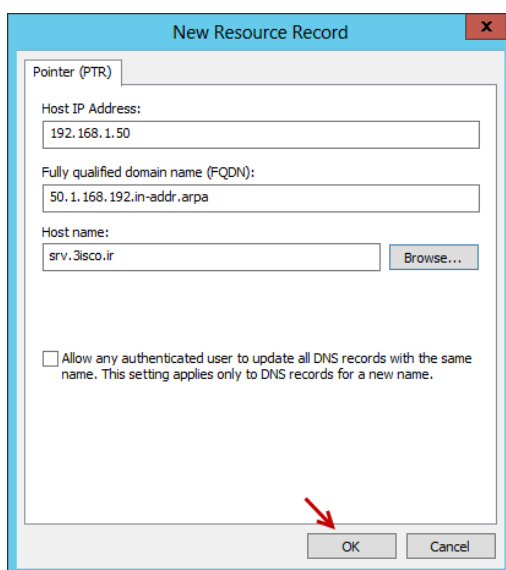 New Resource Record
x
Pointer (PTR)
Host IP Address:
192.168.1.50
Fully qualified domain name (FQDN):
50.1.168.192.in-addr.arpa
Host name:
srv.3isco.ir
Browse...
Allow any authenticated user to update all DNS records with the same
name. This setting applies only to DNS records for a new name.
OK
Cancel